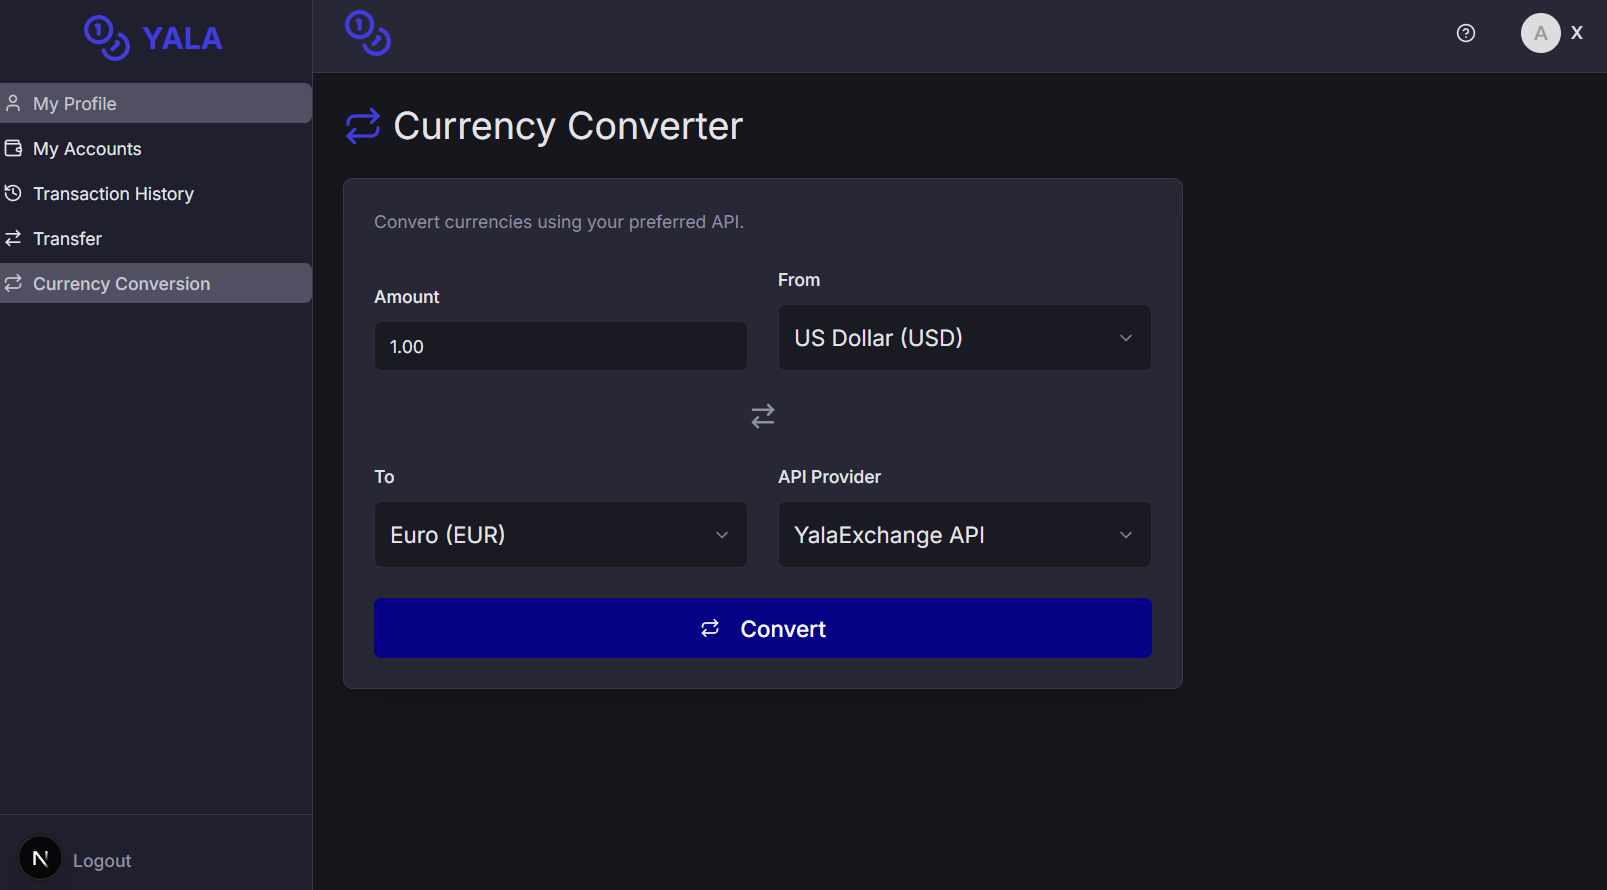 YALA
A X
My Profile
My Accounts
Transaction History
Transfer
Currency Conversion
Currency Converter
Convert currencies using your preferred API.
Amount
1.00
From
US Dollar (USD)
To
Euro (EUR)
API Provider
YalaExchange API
Convert
N Logout